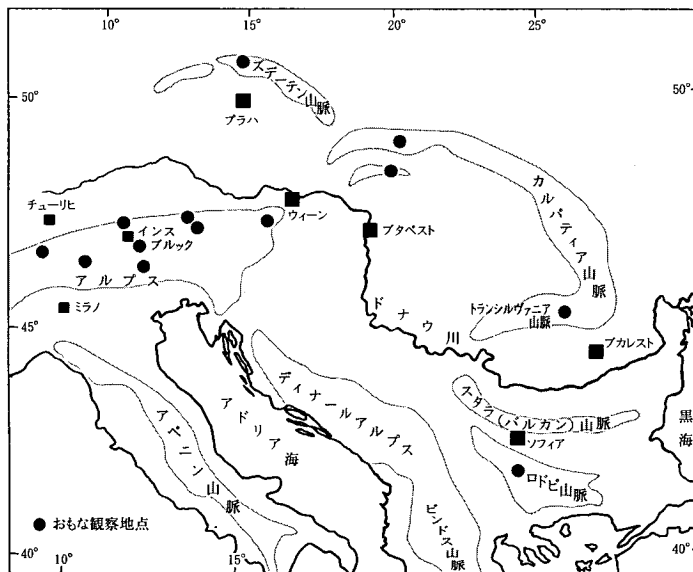 10°
15°
20°
25°
50°
50°
ズデーテン山脈
プラハ
チューリヒ
インス
ブルック
ウィーン
ブタペスト
カルパティア山脈
アルプス
ミラノ
45°
トランシルヴァニア
山脈
ドナウ川
ブカレスト
ディナールアルプス
スタラ(バルカン)山脈
黒海
アドリア海
アペニン山脈
ソフィア
ロドピ山脈
ピンドス山脈
● おもな観察地点
40°
10°
15°
20°
25°
40°